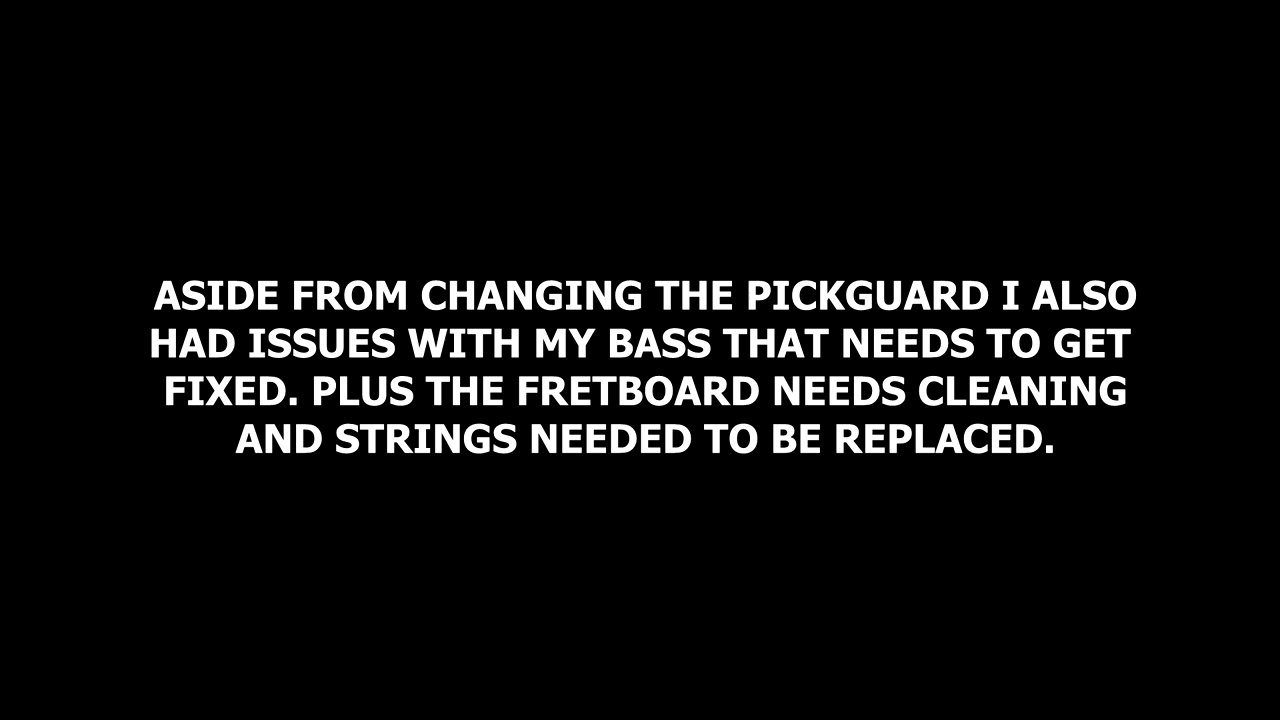 ASIDE FROM CHANGING THE PICKGUARD I ALSO
HAD ISSUES WITH MY BASS THAT NEEDS TO GET
FIXED. PLUS THE FRETBOARD NEEDS CLEANING
AND STRINGS NEEDED TO BE REPLACED.